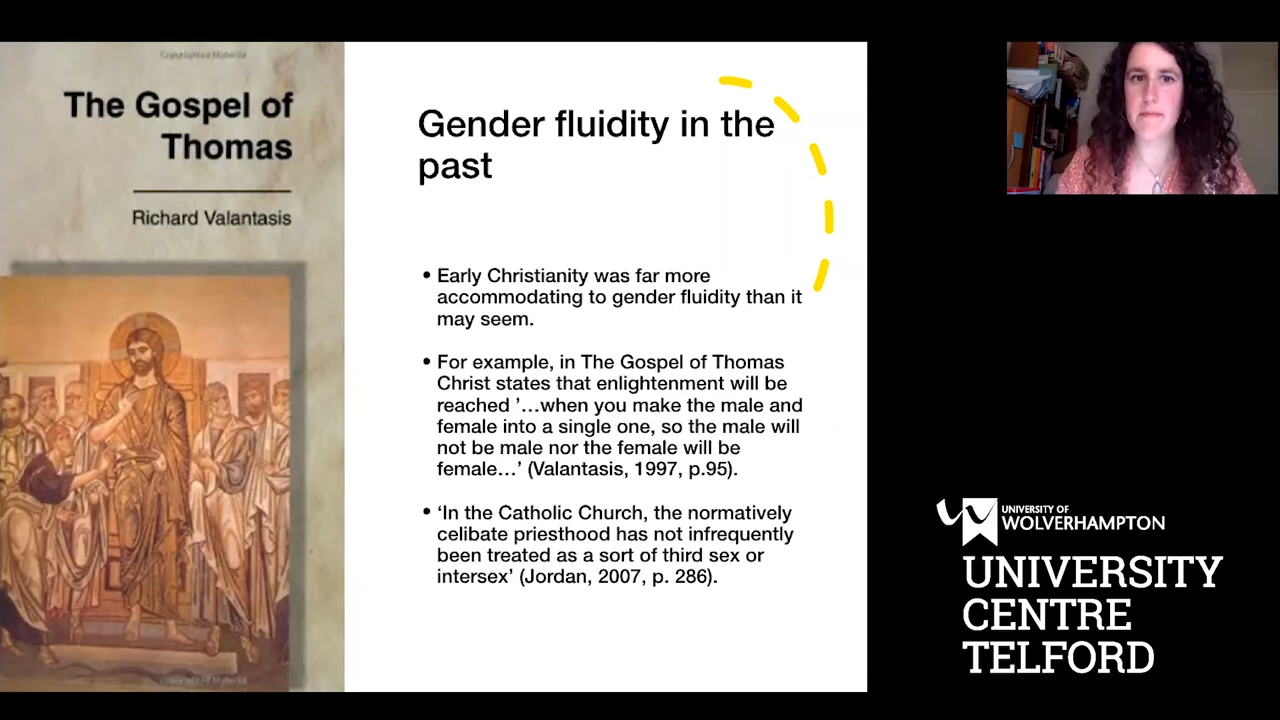 Copyrighted Material
The Gospel of
Thomas
Richard Valantasis
Copyrighted Material
Gender fluidity in the
past
• Early Christianity was far more
accommodating to gender fluidity than it
may seem.
• For example, in The Gospel of Thomas
Christ states that enlightenment will be
reached ’…when you make the male and
female into a single one, so the male will
not be male nor the female will be
female…’ (Valantasis, 1997, p.95).
• ‘In the Catholic Church, the normatively
celibate priesthood has not infrequently
been treated as a sort of third sex or
intersex’ (Jordan, 2007, p. 286).
UNIVERSITY OF
WOLVERHAMPTON
UNIVERSITY
CENTRE
TELFORD